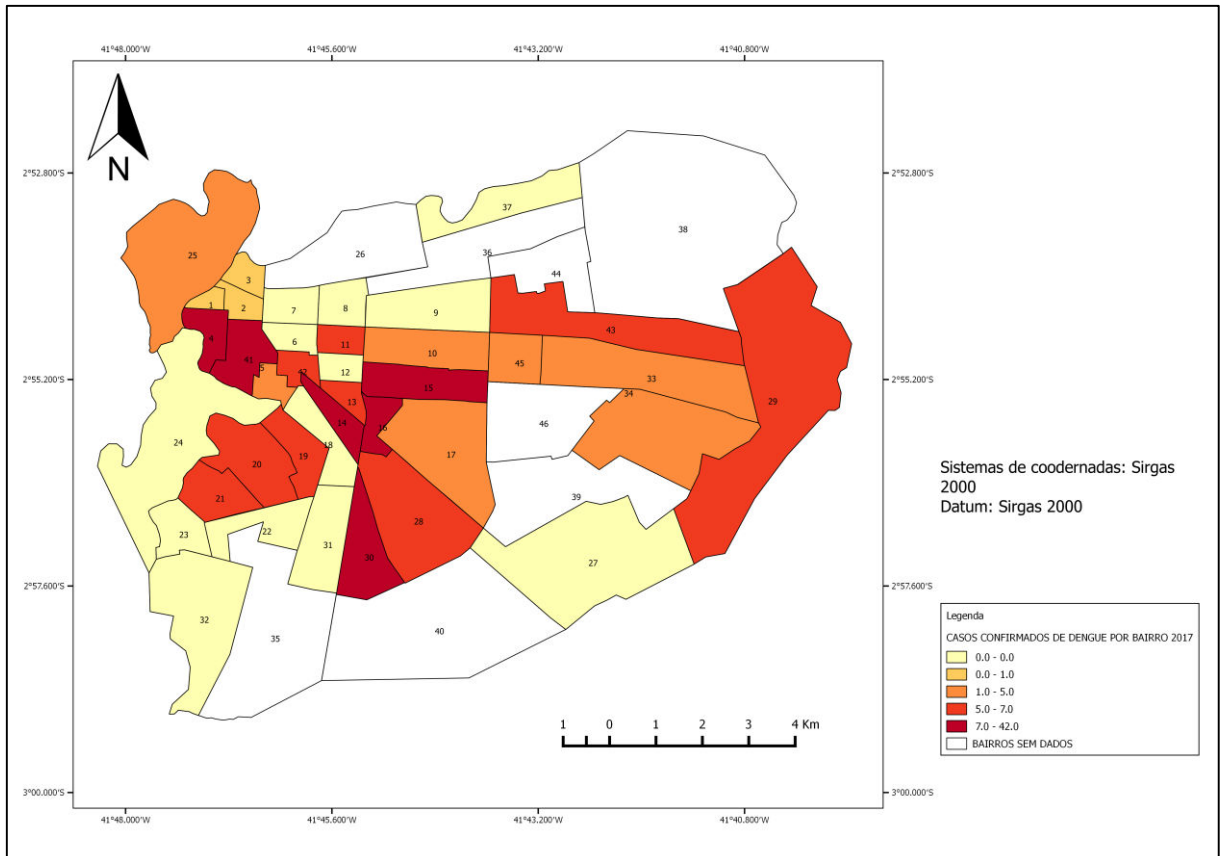 41°48.000'W 41°45.600'W 41°43.200'W 41°40.800'W
N
2°52.800'S 2°52.800'S
37
38
25
26
36
3
44
1 2 7 8 9
4 6 11 43
41 10 45
5 42 12 33
15 29
13 34
14 16 46
18
24 17
20 19
21 39
22 28
23 31
30 27
2°55.200'S 2°55.200'S
2°57.600'S 2°57.600'S
32
35 40
Sistemas de coodernadas: Sirgas
2000
Datum: Sirgas 2000
Legenda
CASOS CONFIRMADOS DE DENGUE POR BAIRRO 2017
0.0 - 0.0
0.0 - 1.0
1.0 - 5.0
5.0 - 7.0
7.0 - 42.0
BAIRROS SEM DADOS
1 0 1 2 3 4 Km
3°00.000'S 3°00.000'S
41°48.000'W 41°45.600'W 41°43.200'W 41°40.800'W